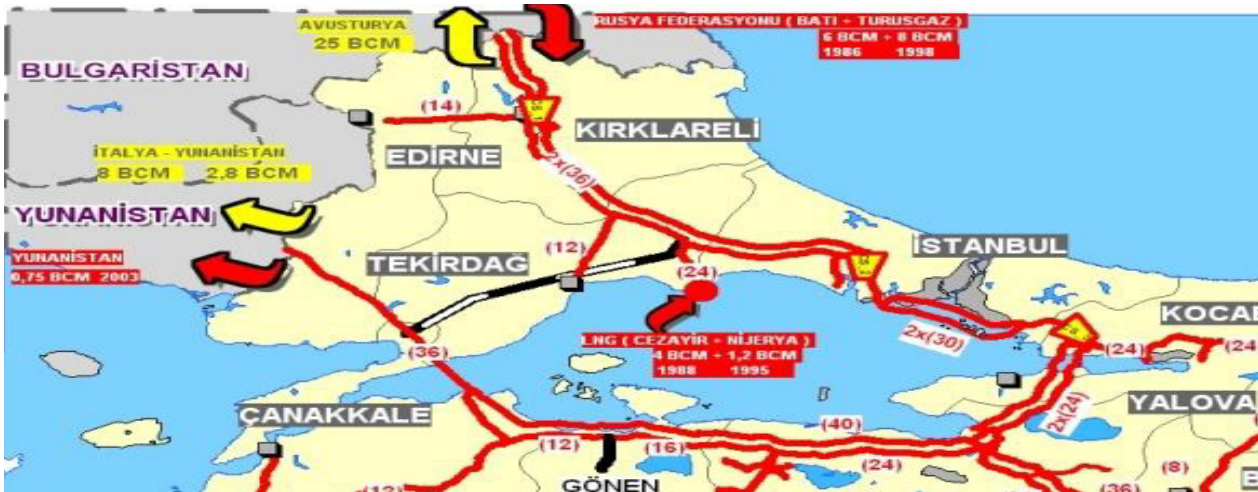 AVUSTURYA
25 BCM
RUSYA FEDERASYONU ( BATI + TURUSGAZ )
6 BCM + 8 BCM
1986 1998
BULGARİSTAN
(14)
KIRKLARELİ
EDİRNE
2x(36)
İTALYA - YUNANİSTAN
8 BCM 2,8 BCM
YUNANİSTAN
YUNANİSTAN
0,75 BCM 2003
(12)
TEKİRDAĞ
(24)
İSTANBUL
LNG ( CEZAYİR + NİJERYA )
4 BCM + 1,2 BCM
1988 1995
2x(30)
KOCAE
(24)
(24)
(36)
ÇANAKKALE
2x(24)
YALOVA
(40)
(12)
(16)
(24)
(8)
GÖNEN
(12)
(36)